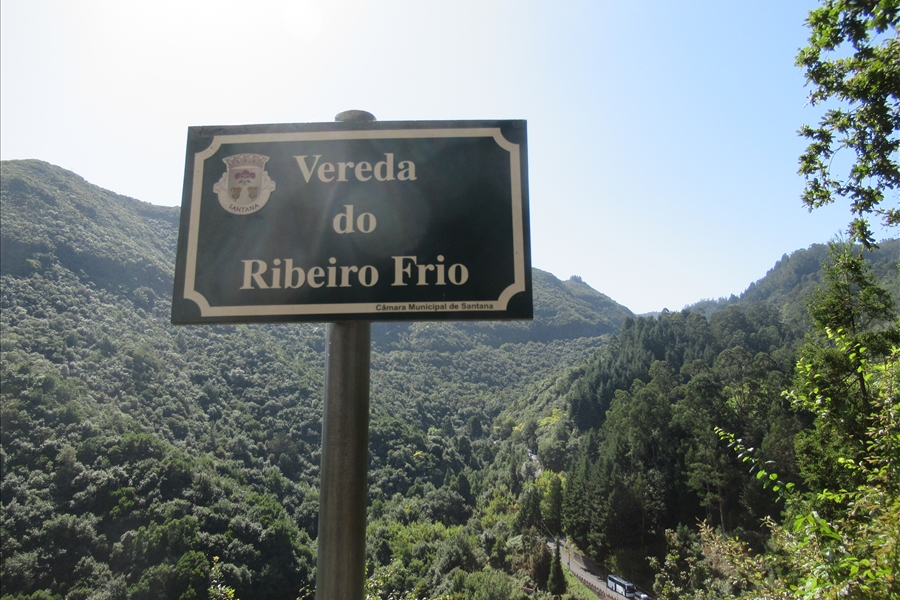 SANTANA
Vereda
do
Ribeiro Frio
Câmara Municipal de Santana